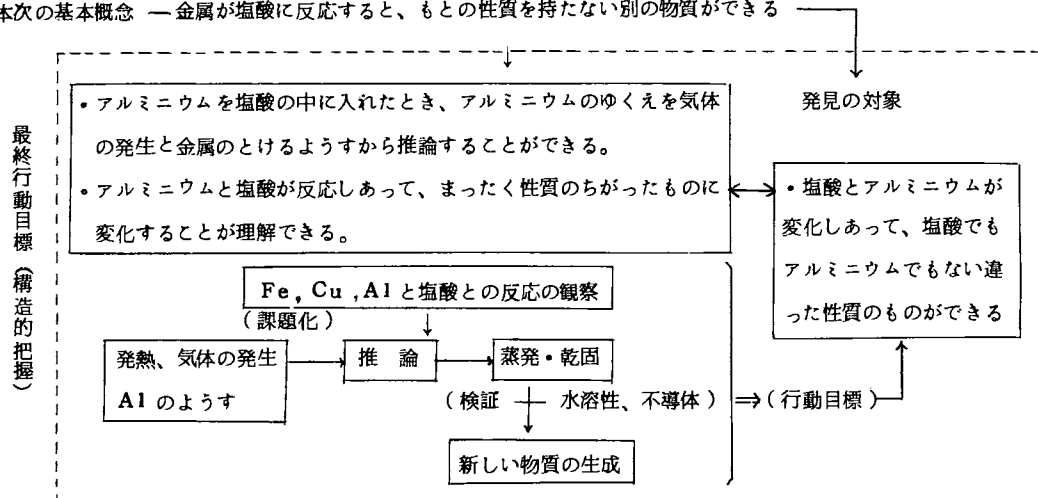 本次の基本概念 ― 金属が塩酸に反応すると、もとの性質を持たない別の物質ができる
発見の対象
最終行動目標(構造的把握)
・アルミニウムを塩酸の中に入れたとき、アルミニウムのゆくえを気体
の発生と金属のとけるようすから推論することができる。
・アルミニウムと塩酸が反応しあって、まったく性質のちがったものに
変化することが理解できる。
・塩酸とアルミニウムが
変化しあって、塩酸でも
アルミニウムでもない違
った性質のものができる
Fe, Cu, Alと塩酸との反応の観察
(課題化)
発熱、気体の発生
Alのようす
推 論
蒸発・乾固
(検証 水溶性、不導体)
(行動目標)
新しい物質の生成